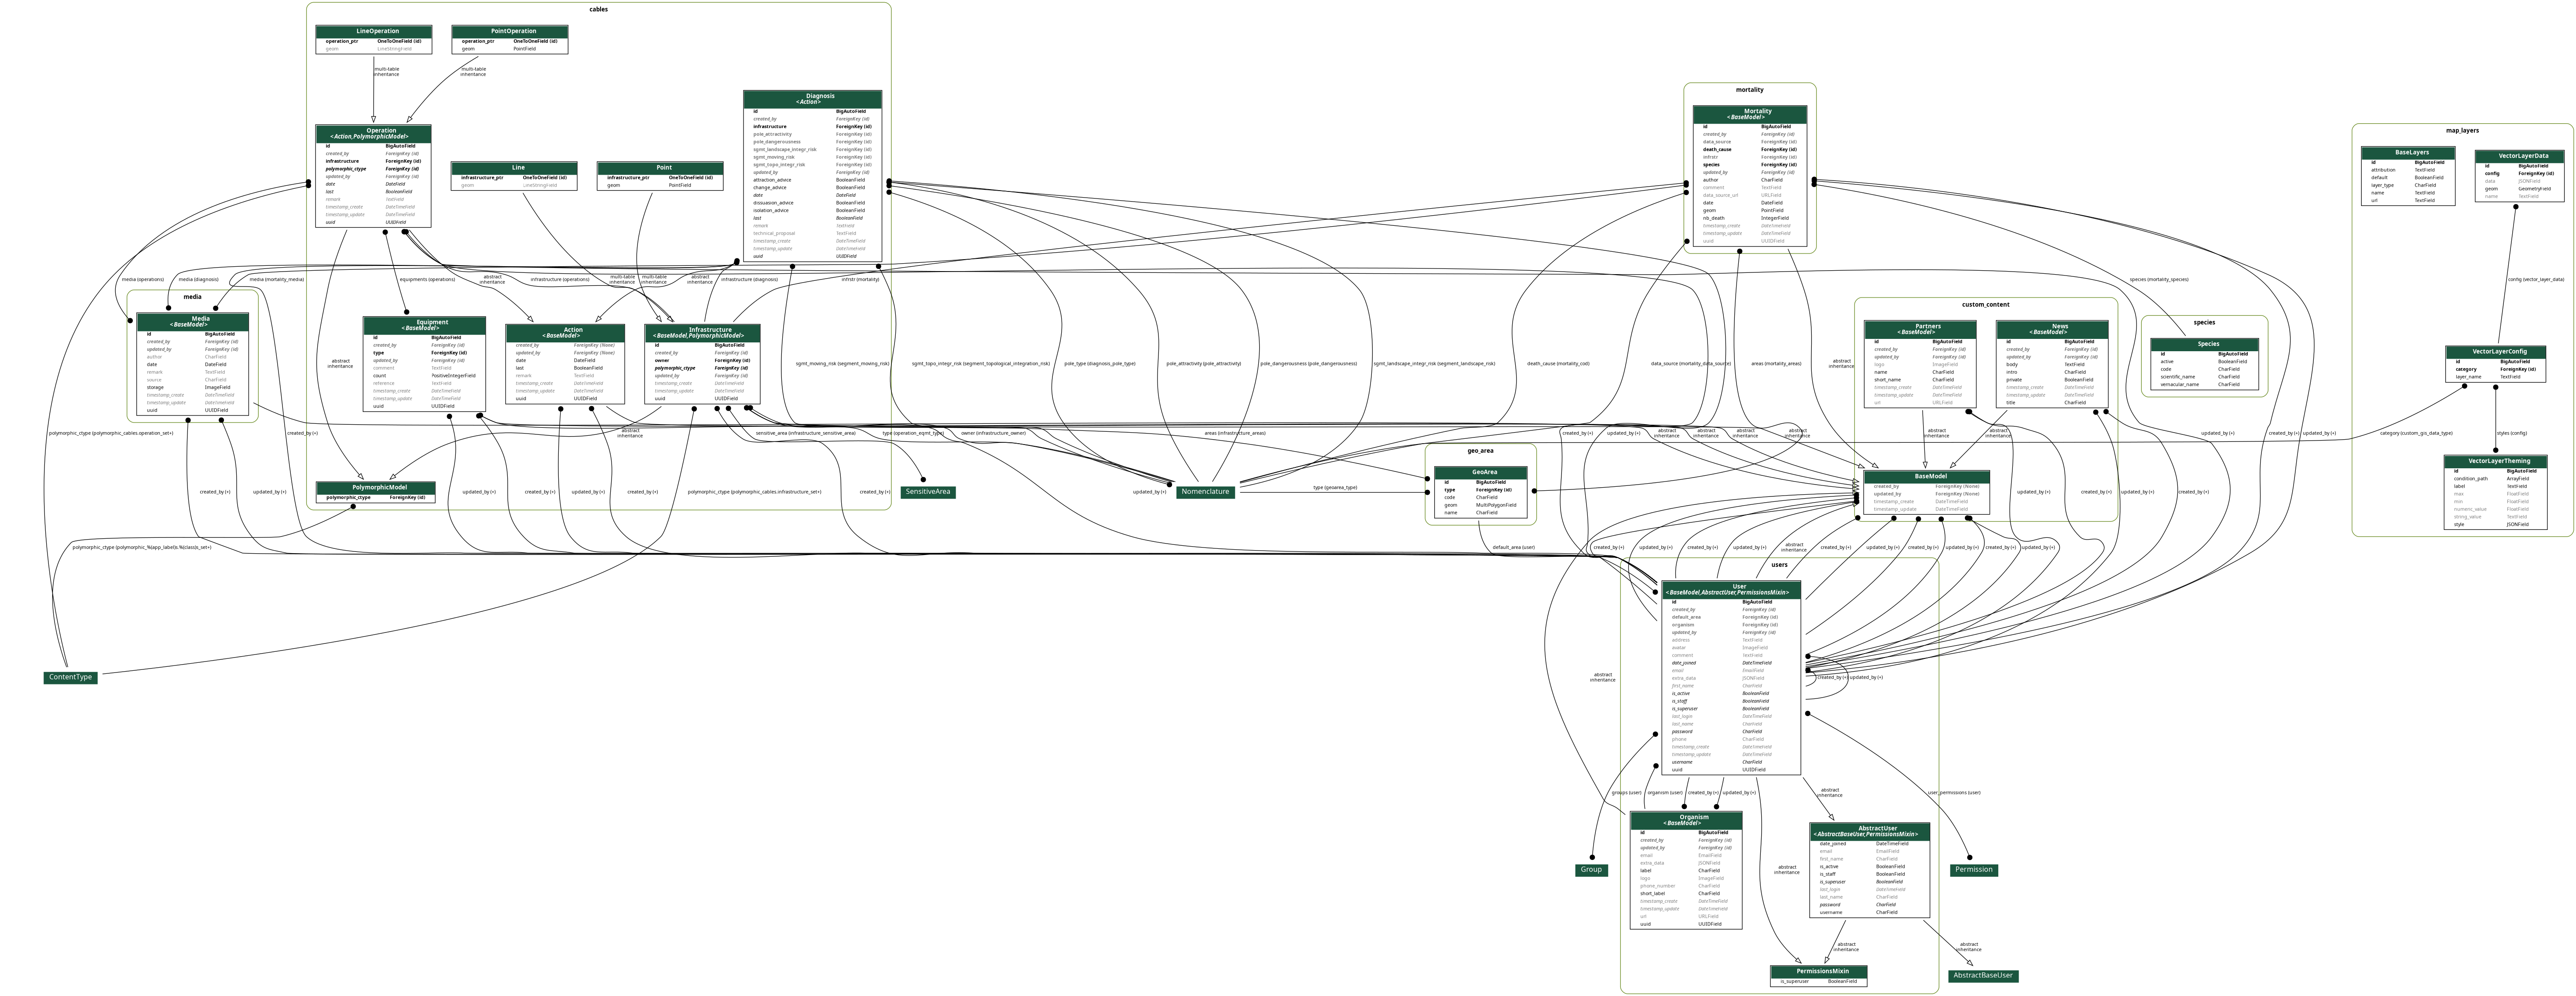 cables
LineOperation
operation_ptr OneToOneField (id)
geom LineStringField
PointOperation
operation_ptr OneToOneField (id)
geom PointField
multi-table
inheritance
multi-table
inheritance
Diagnosis
<Action>
id BigAutoField
created_by ForeignKey (id)
infrastructure ForeignKey (id)
pole_attractivity ForeignKey (id)
pole_dangerousness ForeignKey (id)
sgmt_landscape_integr_risk ForeignKey (id)
sgmt_moving_risk ForeignKey (id)
sgmt_topo_integr_risk ForeignKey (id)
updated_by ForeignKey (id)
attraction_advice BooleanField
change_advice BooleanField
date DateField
dissuasion_advice BooleanField
isolation_advice BooleanField
last BooleanField
remark TextField
technical_proposal TextField
timestamp_create DateTimeField
timestamp_update DateTimeField
uuid UUIDField
Operation
<Action,PolymorphicModel>
id BigAutoField
created_by ForeignKey (id)
infrastructure ForeignKey (id)
polymorphic_ctype ForeignKey (id)
updated_by ForeignKey (id)
date DateField
last BooleanField
remark TextField
timestamp_create DateTimeField
timestamp_update DateTimeField
uuid UUIDField
Line
infrastructure_ptr OneToOneField (id)
geom LineStringField
Point
infrastructure_ptr OneToOneField (id)
geom PointField
mortality
Mortality
<BaseModel>
id BigAutoField
created_by ForeignKey (id)
data_source ForeignKey (id)
death_cause ForeignKey (id)
infrstr ForeignKey (id)
species ForeignKey (id)
updated_by ForeignKey (id)
author CharField
comment TextField
data_source_url URLField
date DateField
geom PointField
nb_death IntegerField
timestamp_create DateTimeField
timestamp_update DateTimeField
uuid UUIDField
map_layers
BaseLayers
id BigAutoField
attribution TextField
default BooleanField
layer_type CharField
name TextField
url TextField
VectorLayerData
id BigAutoField
config ForeignKey (id)
data JSONField
geom GeometryField
name TextField
media (operations)
media (diagnosis)
media (mortality_media)
equipments (operations)
abstract
inheritance
infrastructure (operations)
multi-table
inheritance
multi-table
inheritance
abstract
inheritance
infrastructure (diagnosis)
infrstr (mortality)
species (mortality_species)
config (vector_layer_data)
media
Media
<BaseModel>
id BigAutoField
created_by ForeignKey (id)
updated_by ForeignKey (id)
author CharField
date DateField
remark TextField
source CharField
storage ImageField
timestamp_create DateTimeField
timestamp_update DateTimeField
uuid UUIDField
abstract
inheritance
Equipment
<BaseModel>
id BigAutoField
created_by ForeignKey (id)
type ForeignKey (id)
updated_by ForeignKey (id)
comment TextField
count PositiveIntegerField
reference TextField
timestamp_create DateTimeField
timestamp_update DateTimeField
uuid UUIDField
Action
<BaseModel>
created_by ForeignKey (None)
updated_by ForeignKey (None)
date DateField
last BooleanField
remark TextField
timestamp_create DateTimeField
timestamp_update DateTimeField
uuid UUIDField
Infrastructure
<BaseModel,PolymorphicModel>
id BigAutoField
created_by ForeignKey (id)
owner ForeignKey (id)
polymorphic_ctype ForeignKey (id)
updated_by ForeignKey (id)
timestamp_create DateTimeField
timestamp_update DateTimeField
uuid UUIDField
sgmt_moving_risk (segment_moving_risk)
sgmt_topo_integr_risk (segment_topological_integration_risk)
pole_type (diagnosis_pole_type)
pole_attractivity (pole_attractivity)
pole_dangerousness (pole_dangerousness)
sgmt_landscape_integr_risk (segment_landscape_risk)
death_cause (mortality_cod)
data_source (mortality_data_source)
areas (mortality_areas)
abstract
inheritance
custom_content
Partners
<BaseModel>
id BigAutoField
created_by ForeignKey (id)
updated_by ForeignKey (id)
logo ImageField
name CharField
short_name CharField
timestamp_create DateTimeField
timestamp_update DateTimeField
url URLField
News
<BaseModel>
id BigAutoField
created_by ForeignKey (id)
updated_by ForeignKey (id)
body TextField
intro CharField
private BooleanField
timestamp_create DateTimeField
timestamp_update DateTimeField
title CharField
species
Species
id BigAutoField
active BooleanField
code CharField
scientific_name CharField
vernacular_name CharField
VectorLayerConfig
id BigAutoField
category ForeignKey (id)
layer_name TextField
polymorphic_ctype (polymorphic_cables.operation_set+)
created_by (+)
abstract
inheritance
sensitive_area (infrastructure_sensitive_area)
type (operation_eqmt_type)
owner (infrastructure_owner)
areas (infrastructure_areas)
created_by (+)
updated_by (+)
abstract
inheritance
abstract
inheritance
abstract
inheritance
abstract
inheritance
abstract
inheritance
abstract
inheritance
updated_by (+)
created_by (+)
updated_by (+)
category (custom_gis_data_type)
styles (config)
geo_area
GeoArea
id BigAutoField
type ForeignKey (id)
code CharField
geom MultiPolygonField
name CharField
VectorLayerTheming
id BigAutoField
condition_path ArrayField
label TextField
max FloatField
min FloatField
numeric_value FloatField
string_value TextField
style JSONField
PolymorphicModel
polymorphic_ctype ForeignKey (id)
BaseModel
created_by ForeignKey (None)
updated_by ForeignKey (None)
timestamp_create DateTimeField
timestamp_update DateTimeField
created_by (+)
updated_by (+)
updated_by (+)
created_by (+)
updated_by (+)
created_by (+)
polymorphic_ctype (polymorphic_cables.infrastructure_set+)
created_by (+)
SensitiveArea
updated_by (+)
Nomenclature
type (geoarea_type)
updated_by (+)
created_by (+)
updated_by (+)
created_by (+)
polymorphic_ctype (polymorphic_%(app_label)s.%(class)s_set+)
default_area (user)
created_by (+)
updated_by (+)
created_by (+)
updated_by (+)
abstract
inheritance
created_by (+)
updated_by (+)
created_by (+)
updated_by (+)
created_by (+)
updated_by (+)
users
User
<BaseModel,AbstractUser,PermissionsMixin>
id BigAutoField
created_by ForeignKey (id)
default_area ForeignKey (id)
organism ForeignKey (id)
updated_by ForeignKey (id)
address TextField
avatar ImageField
comment TextField
date_joined DateTimeField
email EmailField
extra_data JSONField
first_name CharField
is_active BooleanField
is_staff BooleanField
is_superuser BooleanField
last_login DateTimeField
last_name CharField
password CharField
phone CharField
timestamp_create DateTimeField
timestamp_update DateTimeField
username CharField
uuid UUIDField
ContentType
abstract
inheritance
created_by (+)
updated_by (+)
groups (user)
organism (user)
created_by (+)
updated_by (+)
abstract
inheritance
user_permissions (user)
Organism
<BaseModel>
id BigAutoField
created_by ForeignKey (id)
updated_by ForeignKey (id)
email EmailField
extra_data JSONField
label CharField
logo ImageField
phone_number CharField
short_label CharField
timestamp_create DateTimeField
timestamp_update DateTimeField
url URLField
uuid UUIDField
AbstractUser
<AbstractBaseUser,PermissionsMixin>
date_joined DateTimeField
email EmailField
first_name CharField
is_active BooleanField
is_staff BooleanField
is_superuser BooleanField
last_login DateTimeField
last_name CharField
password CharField
username CharField
Group
abstract
inheritance
Permission
abstract
inheritance
abstract
inheritance
PermissionsMixin
is_superuser BooleanField
AbstractBaseUser